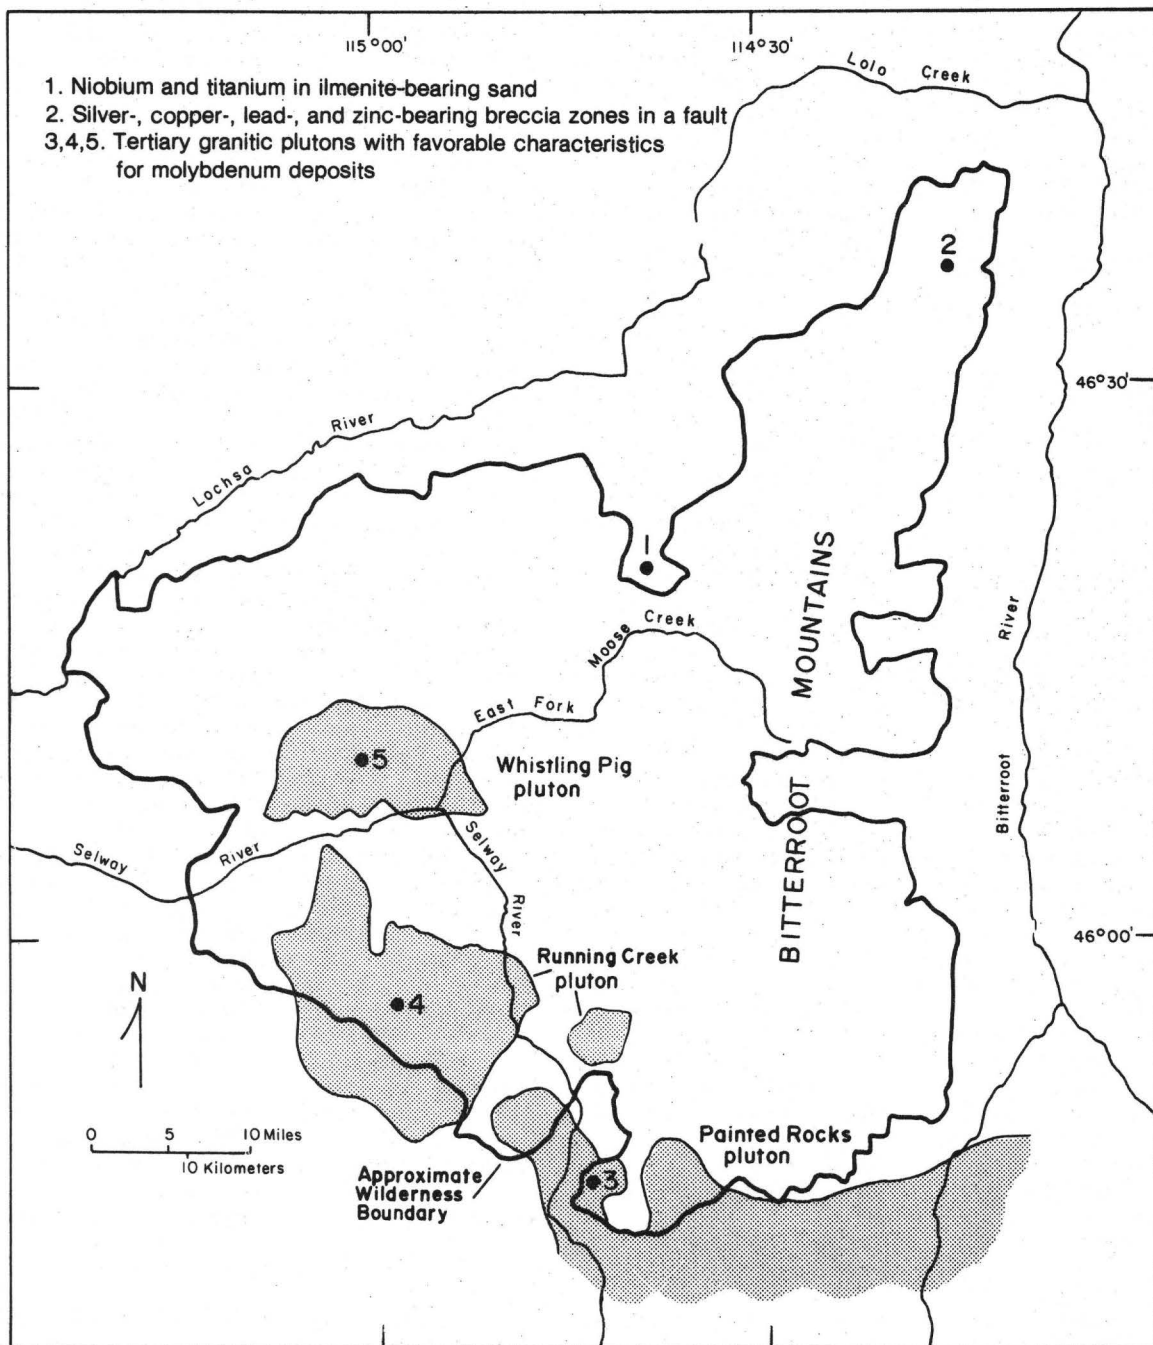 115°00'
114°30'
1. Niobium and titanium in ilmenite-bearing sand
2. Silver-, copper-, lead-, and zinc-bearing breccia zones in a fault
3,4,5. Tertiary granitic plutons with favorable characteristics
for molybdenum deposits
Lolo Creek
2
46°30'
Lochsa River
1
MOUNTAINS
Moose Creek
East Fork
River
5
Whistling Pig
pluton
BITTERROOT
Bitterroot
Selway River
Selway
River
46°00'
Running Creek
pluton
N
4
0 5 10 Miles
10 Kilometers
Painted Rocks
pluton
Approximate
Wilderness
Boundary
3